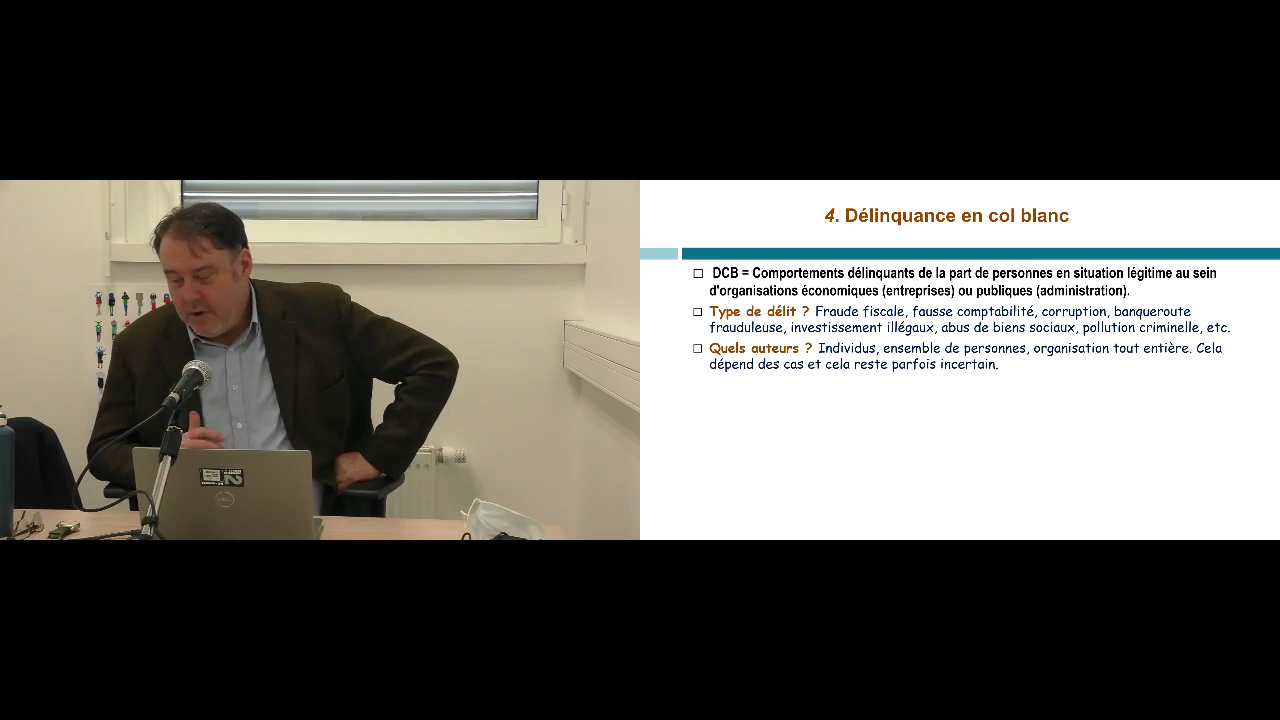 4. Délinquance en col blanc
DCB = Comportements délinquants de la part de personnes en situation légitime au sein
d'organisations économiques (entreprises) ou publiques (administration).
Type de délit ? Fraude fiscale, fausse comptabilité, corruption, banqueroute
frauduleuse, investissement illégaux, abus de biens sociaux, pollution criminelle, etc.
Quels auteurs ? Individus, ensemble de personnes, organisation tout entière. Cela
dépend des cas et cela reste parfois incertain.
DELL